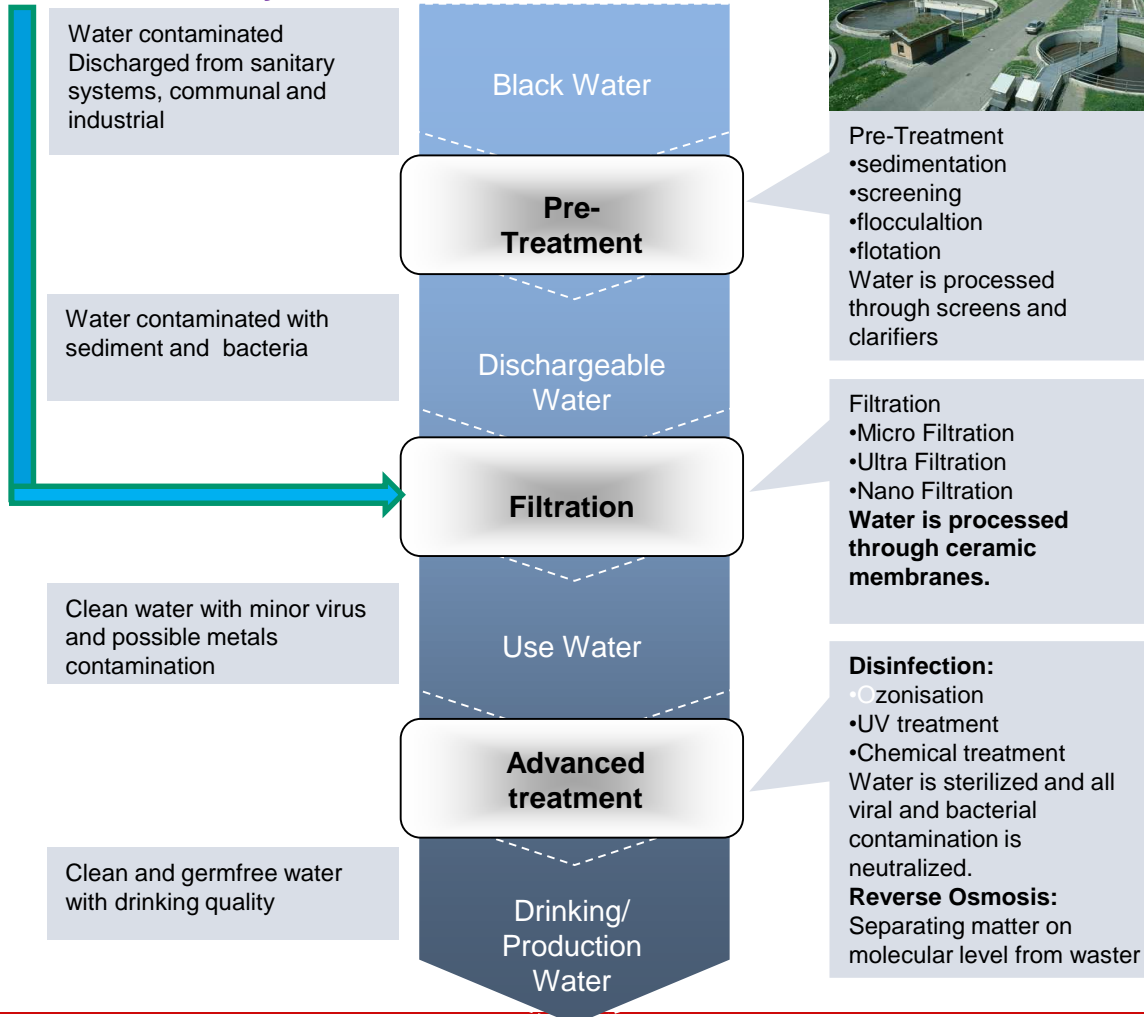 Water contaminated
Discharged from sanitary
systems, communal and
industrial
Black Water
Pre-
Treatment
Pre-Treatment
•sedimentation
•screening
•flocculaltion
•flotation
Water is processed
through screens and
clarifiers
Water contaminated with
sediment and bacteria
Dischargeable
Water
Filtration
Filtration
•Micro Filtration
•Ultra Filtration
•Nano Filtration
Water is processed
through ceramic
membranes.
Clean water with minor virus
and possible metals
contamination
Use Water
Advanced
treatment
Disinfection:
•Ozonisation
•UV treatment
•Chemical treatment
Water is sterilized and all
viral and bacterial
contamination is
neutralized.
Reverse Osmosis:
Separating matter on
molecular level from waster
Clean and germfree water
with drinking quality
Drinking/
Production
Water